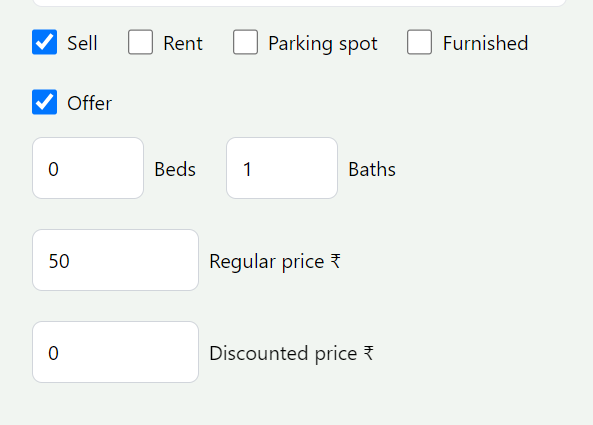 Sell Rent Parking spot Furnished
Offer
0 Beds 1 Baths
50 Regular price ₹
0 Discounted price ₹